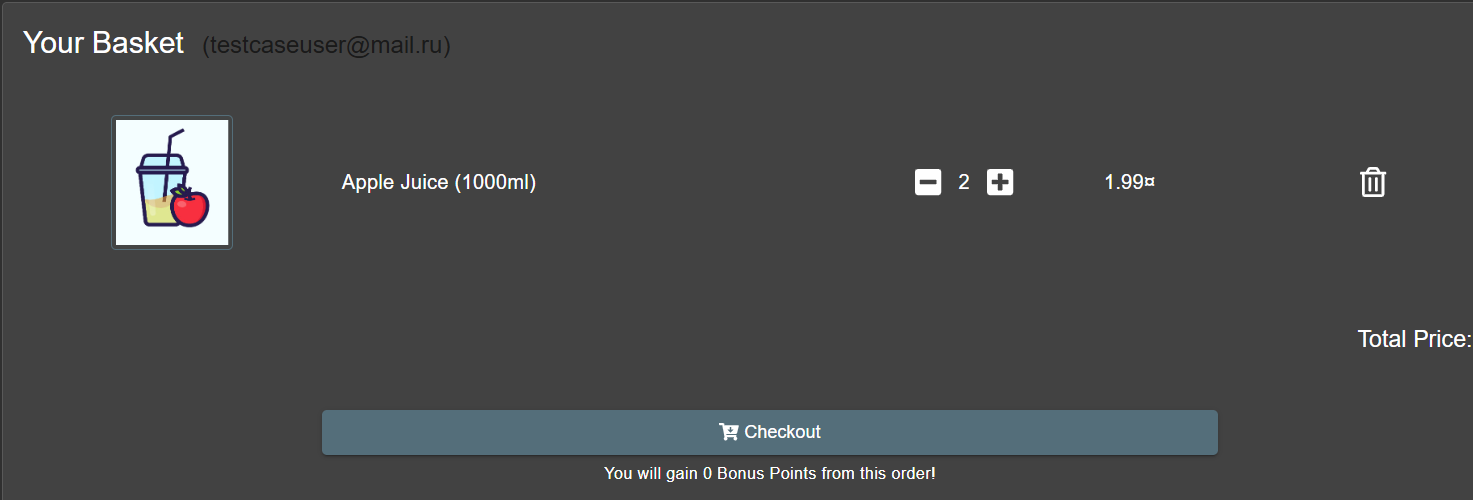 Your Basket (testcaseuser@mail.ru)
Apple Juice (1000ml) 2 1.99¤
Total Price:
Checkout
You will gain 0 Bonus Points from this order!